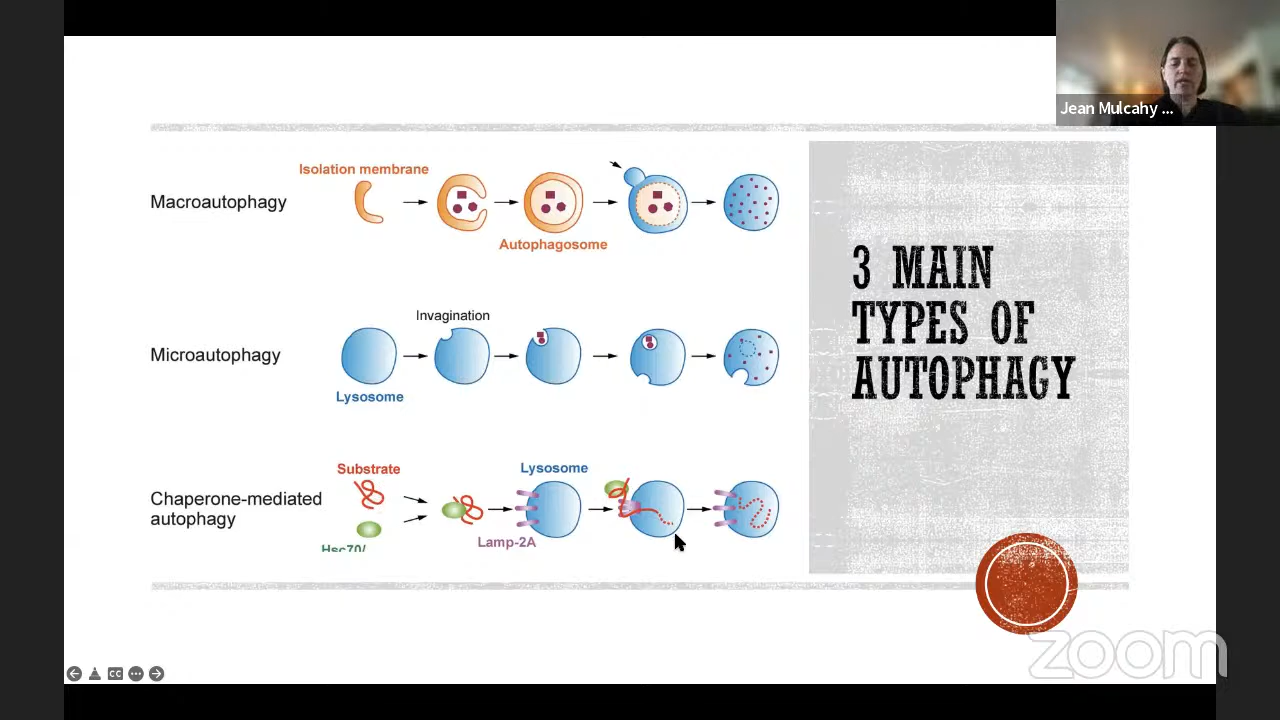 Jean Mulcahy ...
Isolation membrane
Macroautophagy
Autophagosome
Invagination
Microautophagy
Lysosome
Substrate
Lysosome
Chaperone-mediated
autophagy
Lamp-2A
Hsc70/
3 MAIN
TYPES OF
AUTOPHAGY
zoom
CC